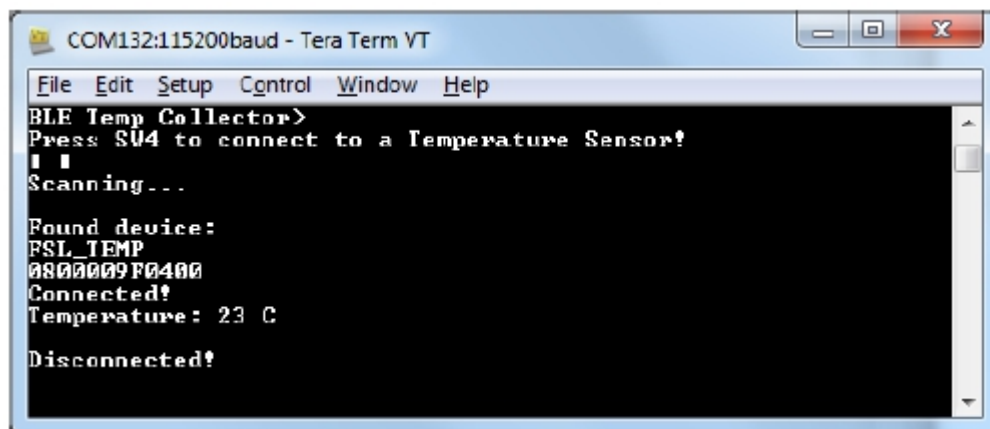 COM132:115200baud - Tera Term VT
File Edit Setup Control Window Help
BLE Temp Collector>
Press SW4 to connect to a Temperature Sensor!
Scanning...
Found device:
FSL_TEMP
0800009F0400
Connected!
Temperature: 23 C
Disconnected!